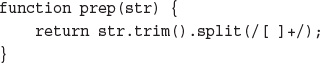 function prep(str) {
    return str.trim().split(/[ ]+/);
}